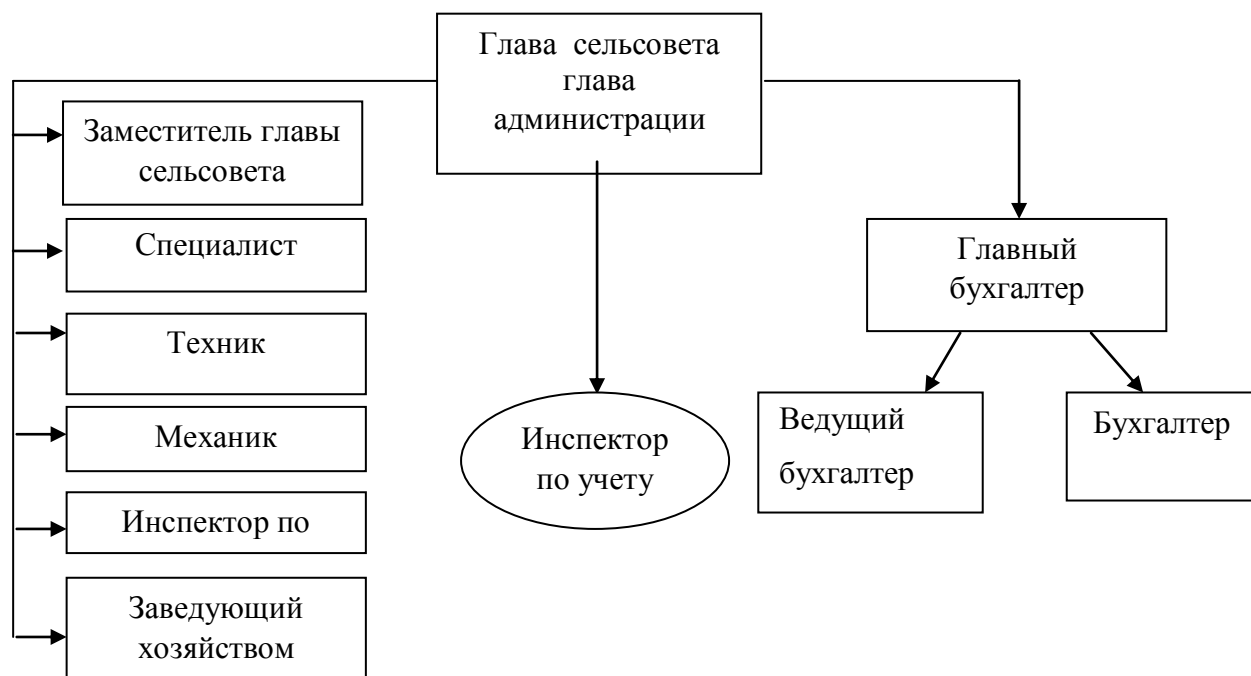 Глава сельсовета
глава
администрации
Заместитель главы
сельсовета
Специалист
Техник
Механик
Инспектор по
Заведующий
хозяйством
Инспектор
по учету
Главный
бухгалтер
Ведущий
бухгалтер
Бухгалтер